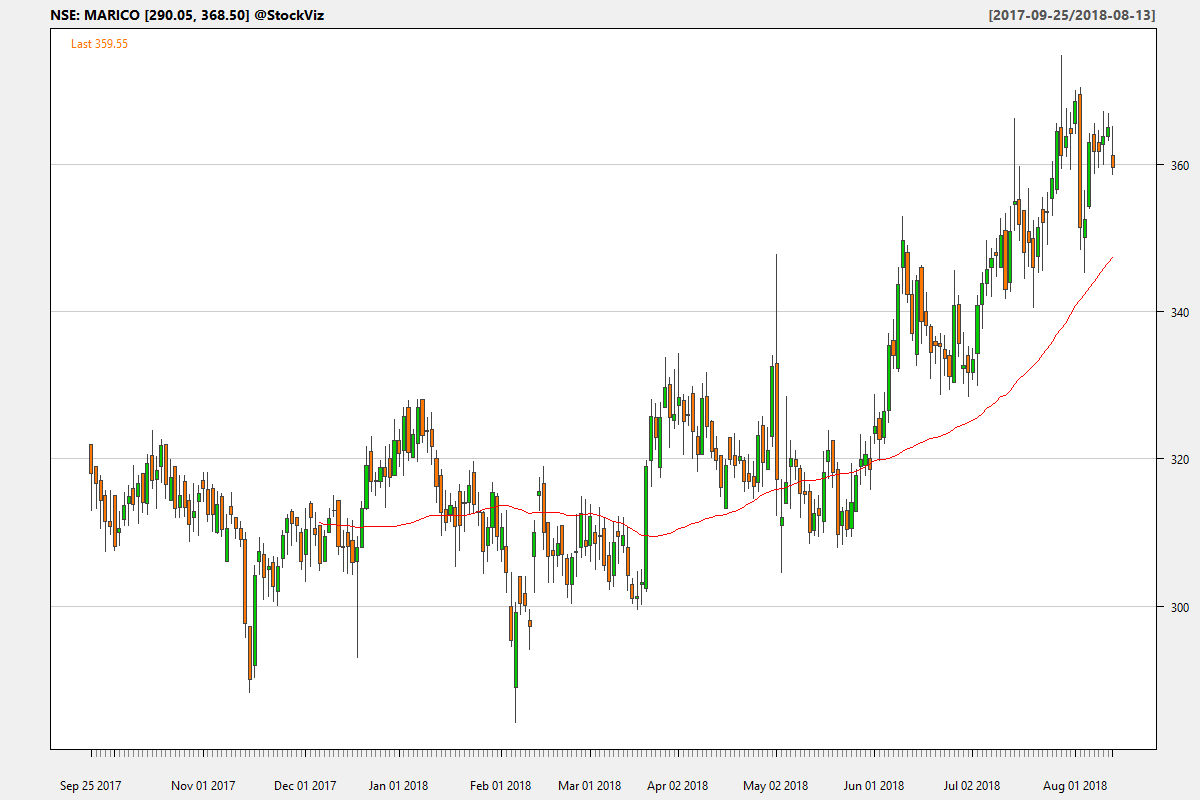 NSE: MARICO [290.05, 368.50] @StockViz [2017-09-25/2018-08-13]
Last 359.55
360
340
320
300
Sep 25 2017 Nov 01 2017 Dec 01 2017 Jan 01 2018 Feb 01 2018 Mar 01 2018 Apr 02 2018 May 02 2018 Jun 01 2018 Jul 02 2018 Aug 01 2018